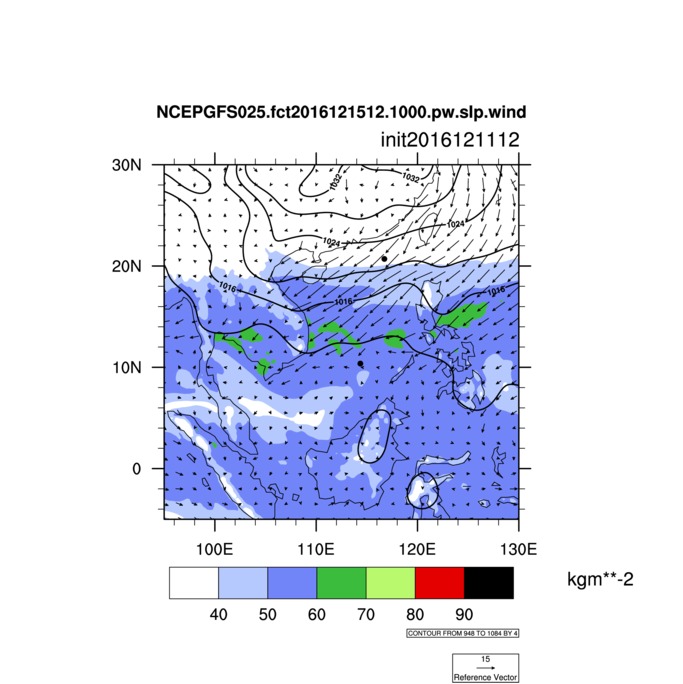 NCEPGFS025.fct2016121512.1000.pw.slp.wind
init2016121112
30N
1032
1032
1024
1024
20N
1016
1016
1016
10N
0
100E
110E
120E
130E
kgm**-2
40
50
60
70
80
90
CONTOUR FROM 948 TO 1084 BY 4
15
Reference Vector